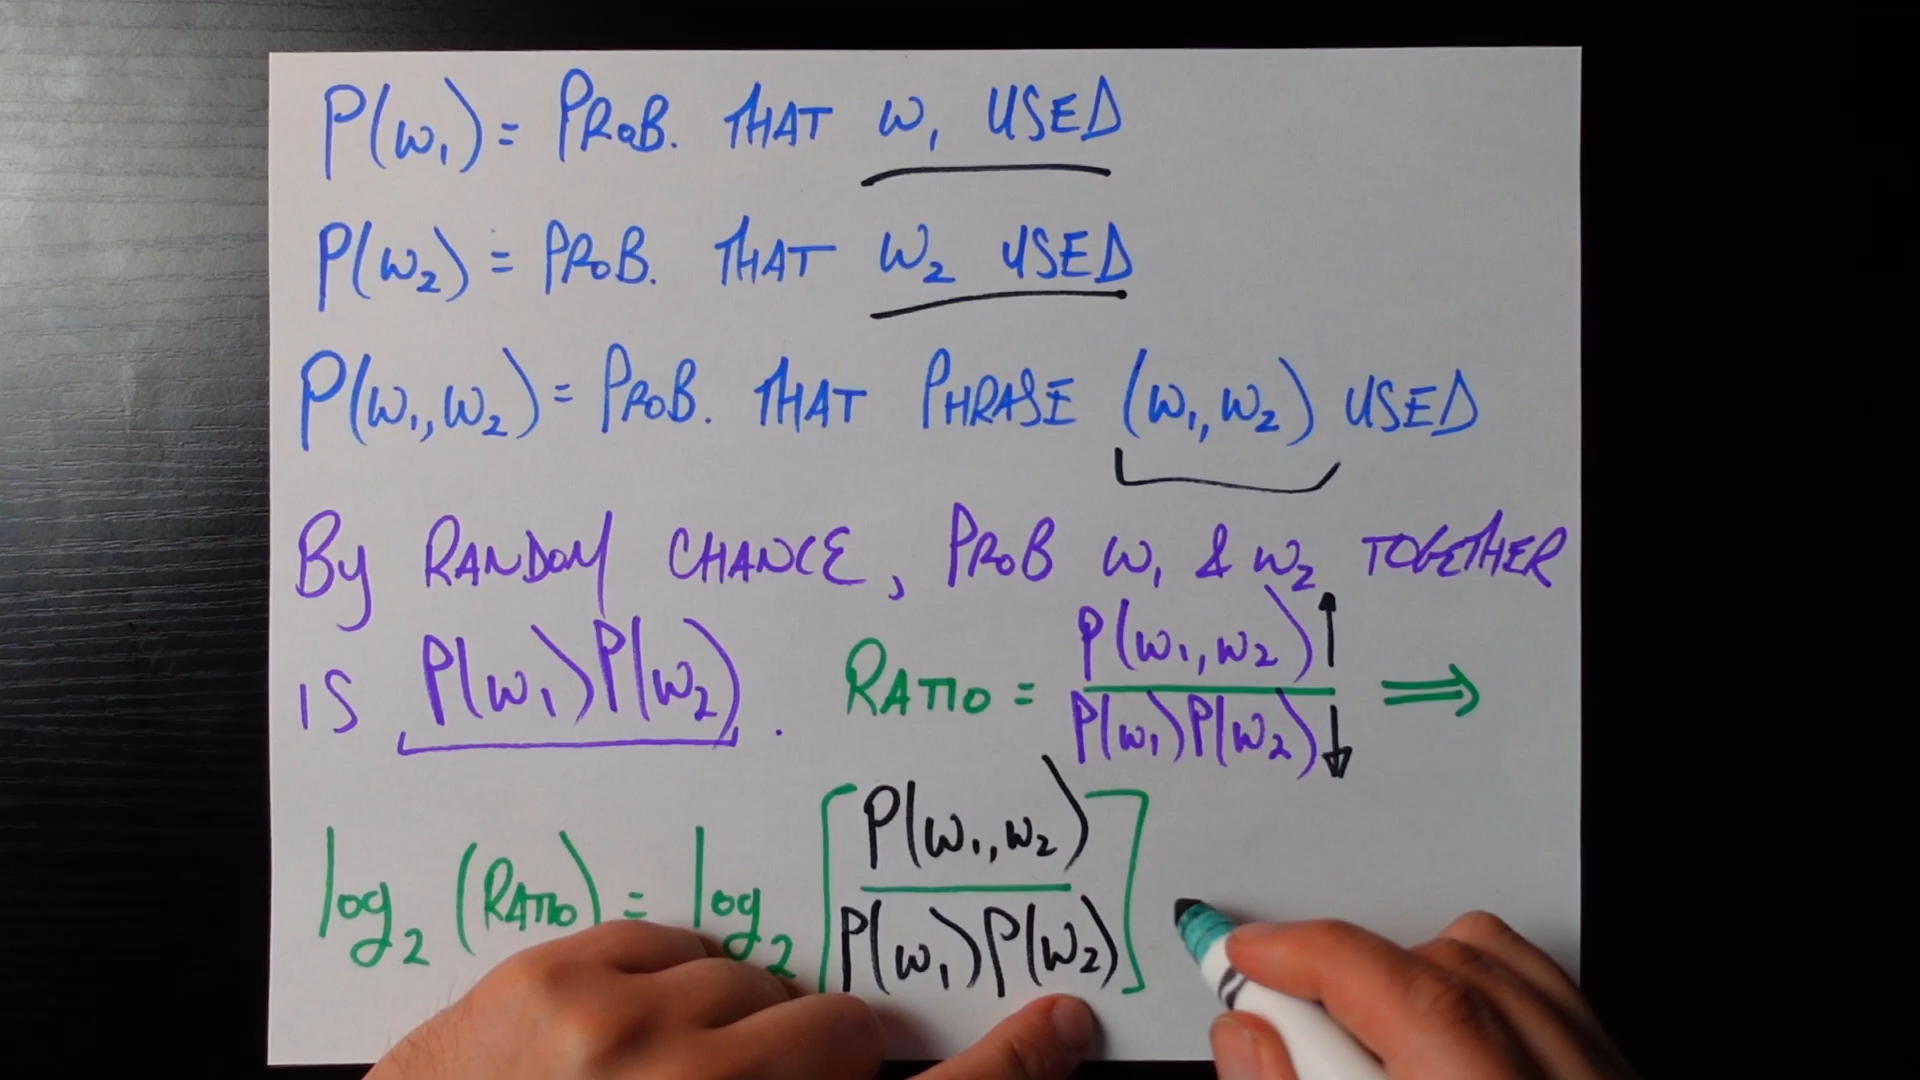 P(w₁) = PROB. THAT w₁ USED
P(w₂) = PROB. THAT w₂ USED
P(w₁,w₂) = PROB. THAT PHRASE (w₁,w₂) USED
BY RANDOM CHANCE, PROB w₁ & w₂ TOGETHER
IS P(w₁)P(w₂). RATIO = P(w₁,w₂)↑ / P(w₁)P(w₂)↓ ⟹
log₂ (RATIO) = log₂ [P(w₁,w₂) / P(w₁)P(w₂)]